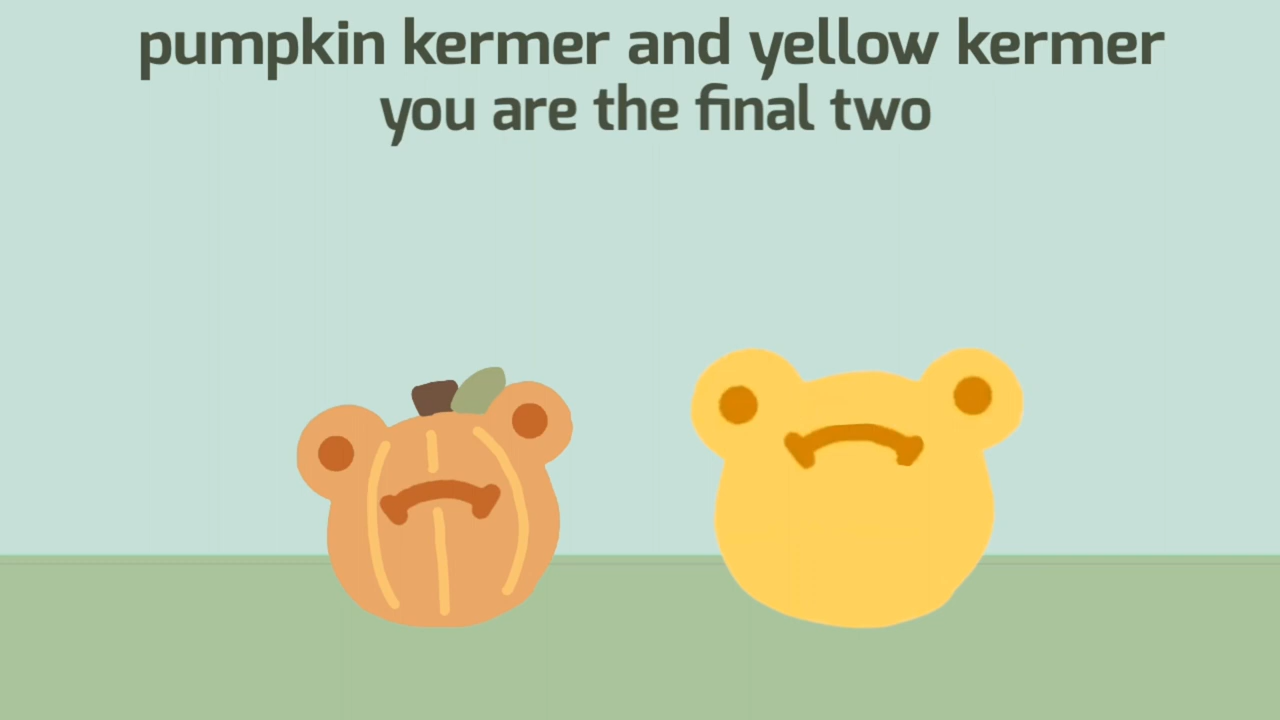 pumpkin kermer and yellow kermer
you are the final two